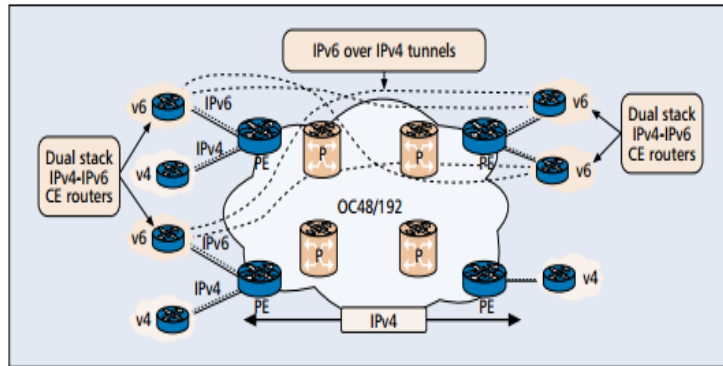 IPv6 over IPv4 tunnels
v6
IPv6
v6
Dual stack
IPv4-IPv6
CE routers
IPv4
v4
PE
P
P
PE
v6
Dual stack
IPv4-IPv6
CE routers
OC48/192
v6
IPv6
P
P
IPv4
v4
PE
PE
v4
IPv4